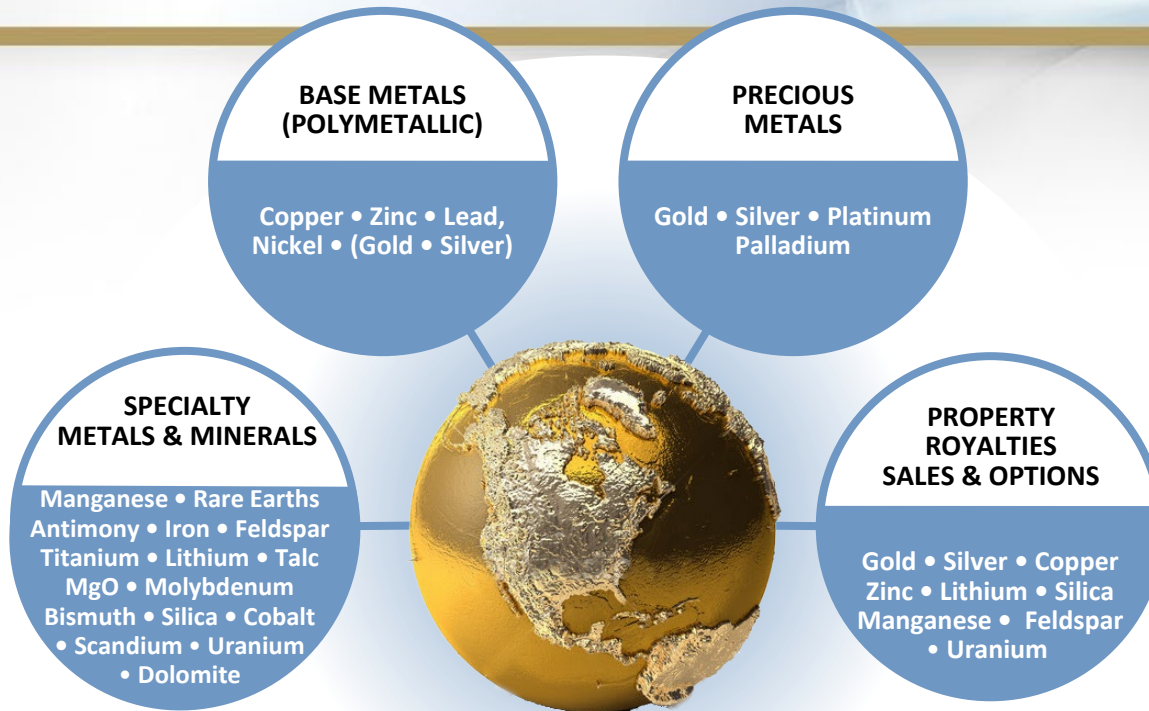 BASE METALS
(POLYMETALLIC)
Copper • Zinc • Lead,
Nickel • (Gold • Silver)
PRECIOUS
METALS
Gold • Silver • Platinum
Palladium
SPECIALTY
METALS & MINERALS
Manganese • Rare Earths
Antimony • Iron • Feldspar
Titanium • Lithium • Talc
MgO • Molybdenum
Bismuth • Silica • Cobalt
• Scandium • Uranium
• Dolomite
PROPERTY
ROYALTIES
SALES & OPTIONS
Gold • Silver • Copper
Zinc • Lithium • Silica
Manganese • Feldspar
• Uranium